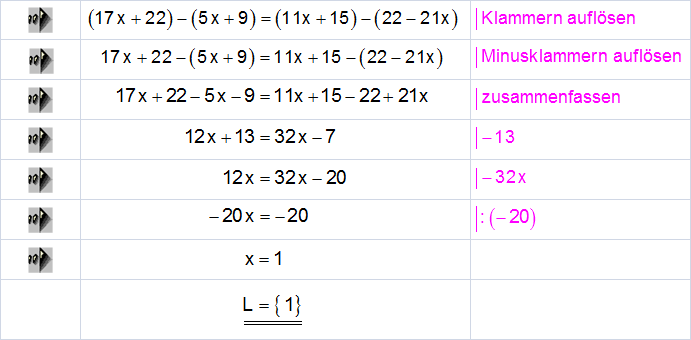 (17x + 22) − (5x + 9) = (11x + 15) − (22 − 21x) | Klammern auflösen
17x + 22 − (5x + 9) = 11x + 15 − (22 − 21x) | Minusklammern auflösen
17x + 22 − 5x − 9 = 11x + 15 − 22 + 21x | zusammenfassen
12x + 13 = 32x − 7 | − 13
12x = 32x − 20 | − 32x
−20x = −20 | : (−20)
x = 1
L = {1}